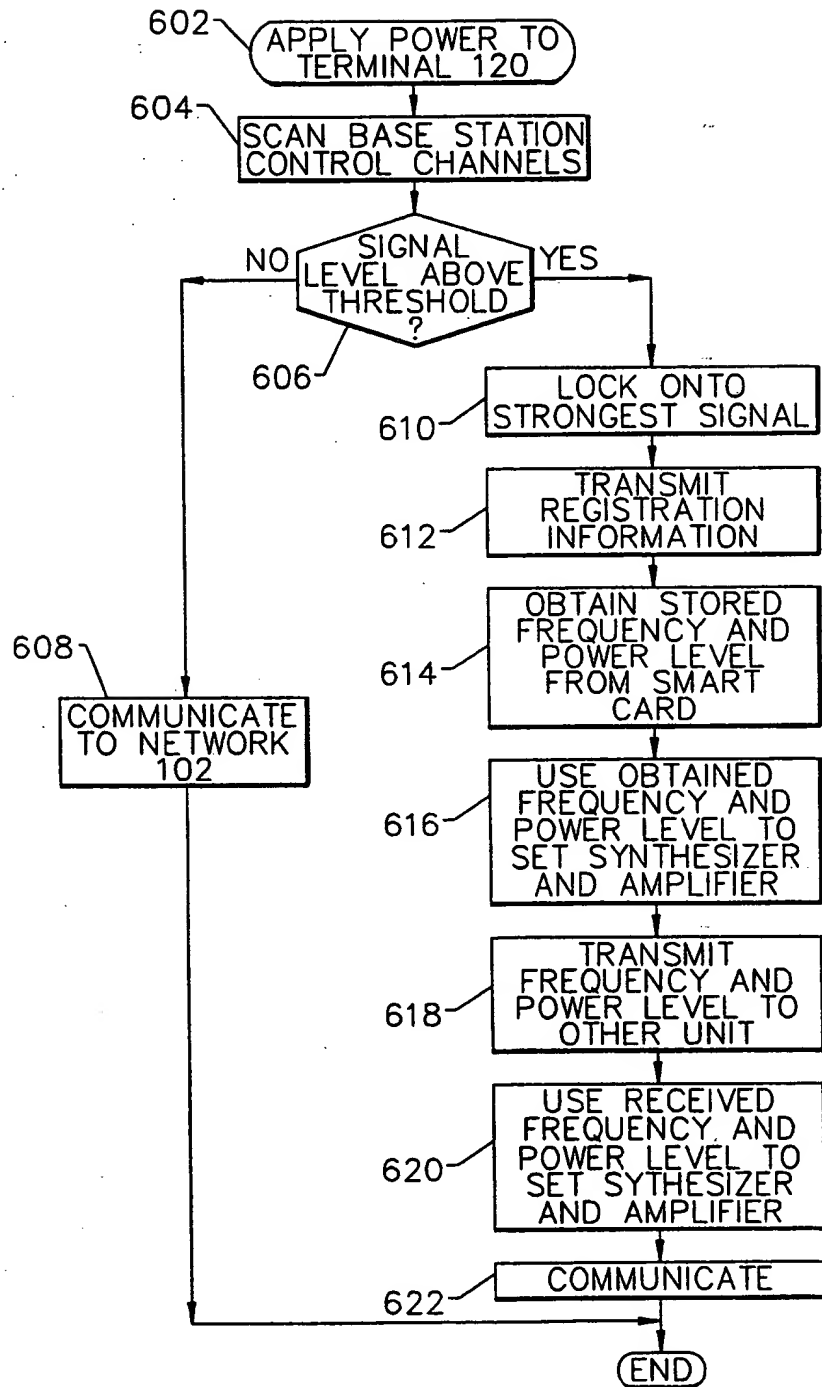 602
APPLY POWER TO
TERMINAL 120
604
SCAN BASE STATION
CONTROL CHANNELS
NO
SIGNAL
LEVEL ABOVE
THRESHOLD
?
YES
606
LOCK ONTO
STRONGEST SIGNAL
610
TRANSMIT
REGISTRATION
INFORMATION
612
OBTAIN STORED
FREQUENCY AND
POWER LEVEL
FROM SMART
CARD
614
608
COMMUNICATE
TO NETWORK
102
USE OBTAINED
FREQUENCY AND
POWER LEVEL TO
SET SYNTHESIZER
AND AMPLIFIER
616
TRANSMIT
FREQUENCY AND
POWER LEVEL TO
OTHER UNIT
618
USE RECEIVED
FREQUENCY AND
POWER LEVEL TO
SET SYTHESIZER
AND AMPLIFIER
620
COMMUNICATE
622
END